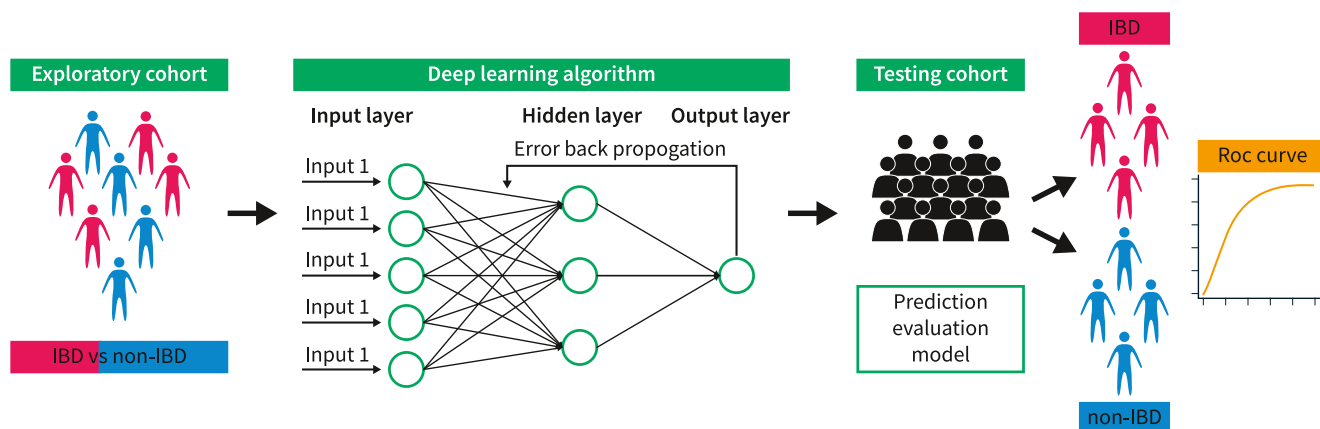 Exploratory cohort
IBD vs non-IBD
Deep learning algorithm
Input layer
Hidden layer
Output layer
Error back propogation
Input 1
Input 1
Input 1
Input 1
Input 1
Testing cohort
Prediction
evaluation
model
IBD
non-IBD
Roc curve